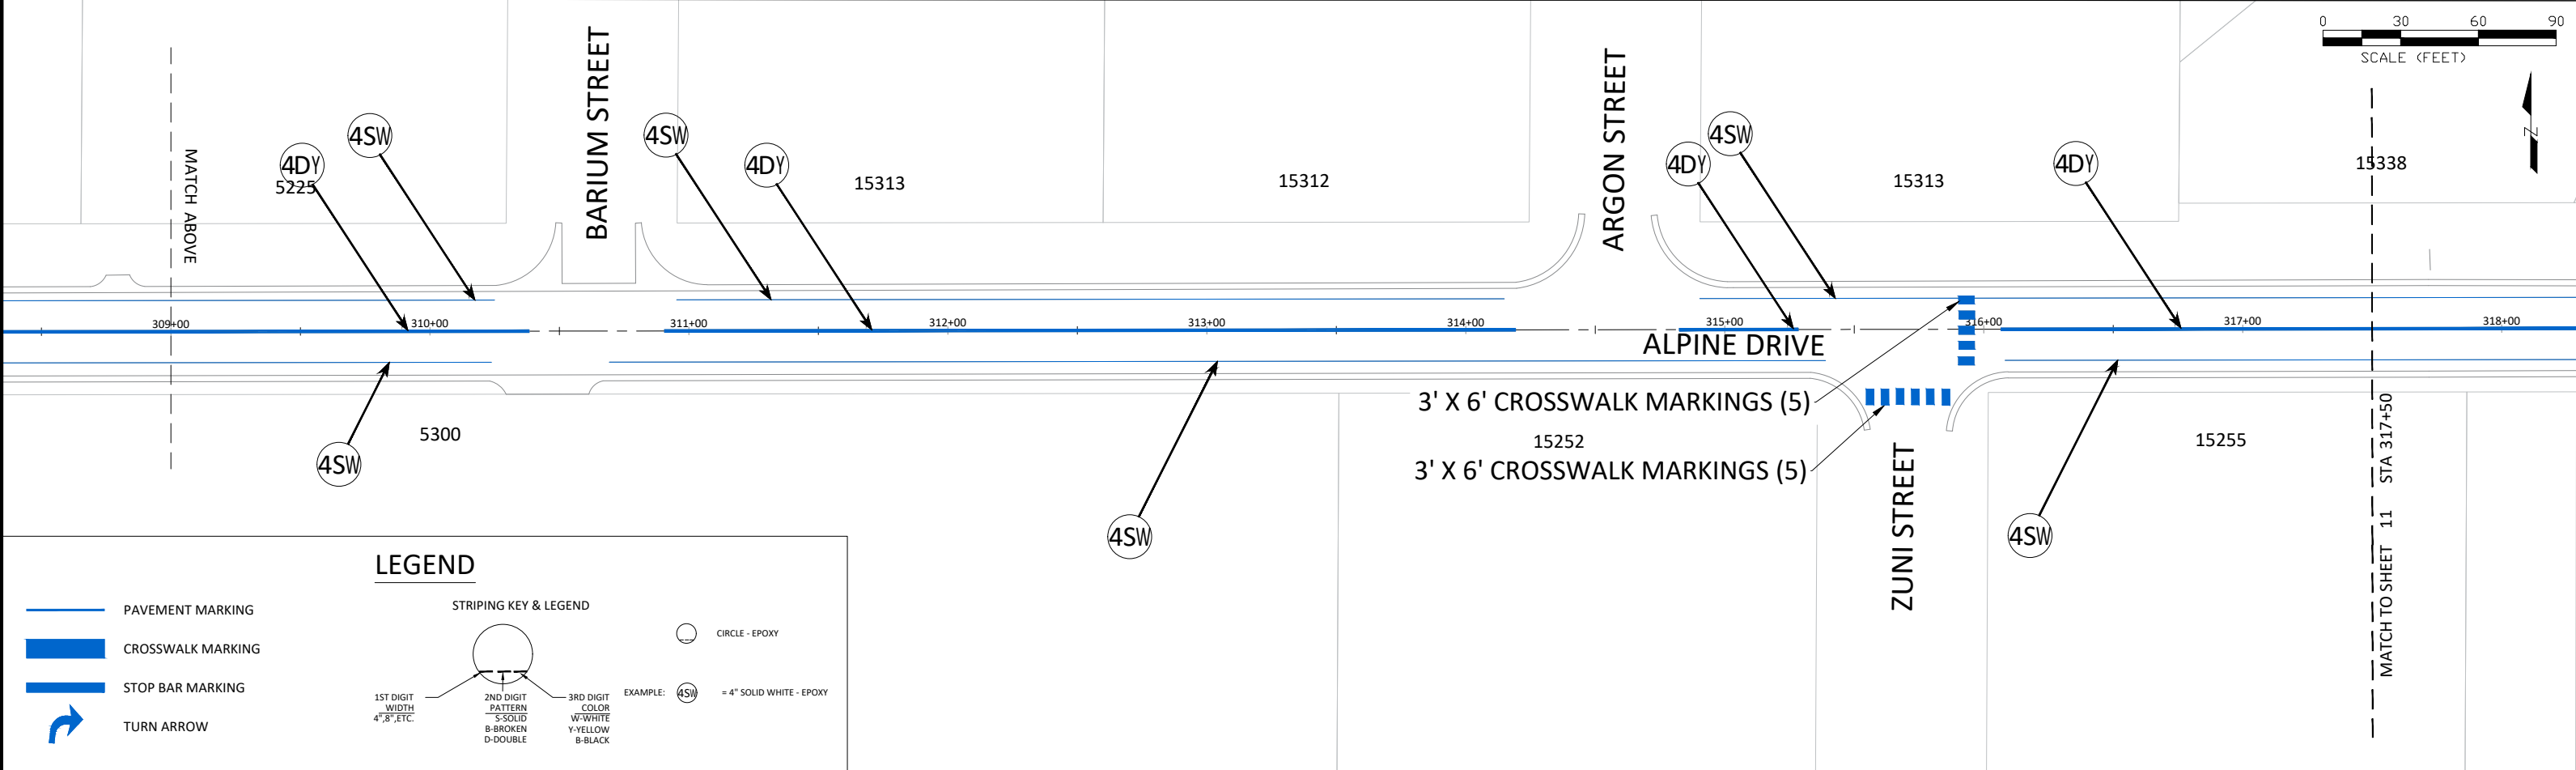 0 30 60 90
SCALE (FEET)
N
BARIUM STREET
ARGON STREET
4SW
4SW
4SW
4DY
4DY
4DY
4DY
MATCH ABOVE
5225
15313
15312
15313
15338
309+00
310+00
311+00
312+00
313+00
314+00
315+00
316+00
317+00
318+00
ALPINE DRIVE
3' X 6' CROSSWALK MARKINGS (5)
3' X 6' CROSSWALK MARKINGS (5)
5300
15252
15255
4SW
4SW
4SW
ZUNI STREET
MATCH TO SHEET 11 STA 317+50
LEGEND
PAVEMENT MARKING
CROSSWALK MARKING
STOP BAR MARKING
TURN ARROW
STRIPING KEY & LEGEND
1ST DIGIT
WIDTH
4",8",ETC.
2ND DIGIT
PATTERN
S-SOLID
B-BROKEN
D-DOUBLE
3RD DIGIT
COLOR
W-WHITE
Y-YELLOW
B-BLACK
CIRCLE - EPOXY
EXAMPLE: 4SW = 4" SOLID WHITE - EPOXY